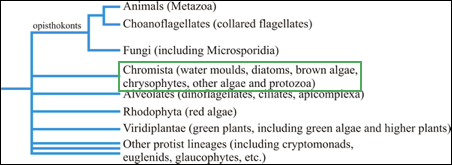 Animals (Metazoa)
opisthokonts
Choanoflagellates (collared flagellates)
Fungi (including Microsporidia)
Chromista (water moulds, diatoms, brown algae,
chrysophytes, other algae and protozoa)
Alveolates (dinoflagellates, ciliates, apicomplexa)
Rhodophyta (red algae)
Viridiplantae (green plants, including green algae and higher plants)
Other protist lineages (including cryptomonads,
euglenids, glaucophytes, etc.)